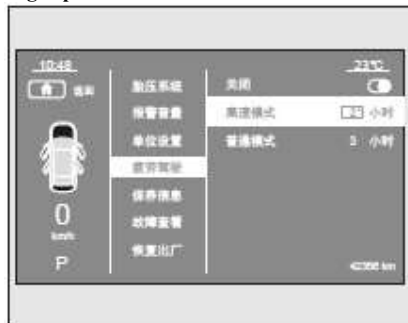 10:48
23℃
返回
胎压系统
报警音量
单位设置
疲劳驾驶
保养信息
故障查看
恢复出厂
关闭
高速模式 2 小时
普通模式 3 小时
0
km/h
P